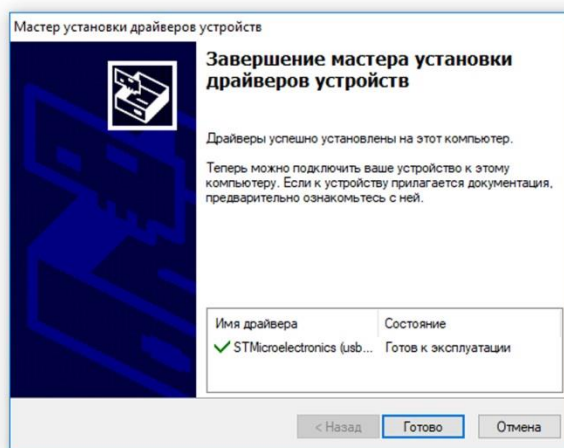 Мастер установки драйверов устройств
Завершение мастера установки
драйверов устройств
Драйверы успешно установлены на этот компьютер.
Теперь можно подключить ваше устройство к этому
компьютеру. Если к устройству прилагается документация,
предварительно ознакомьтесь с ней.
Имя драйвера Состояние
STMicroelectronics (usb... Готов к эксплуатации
< Назад Готово Отмена